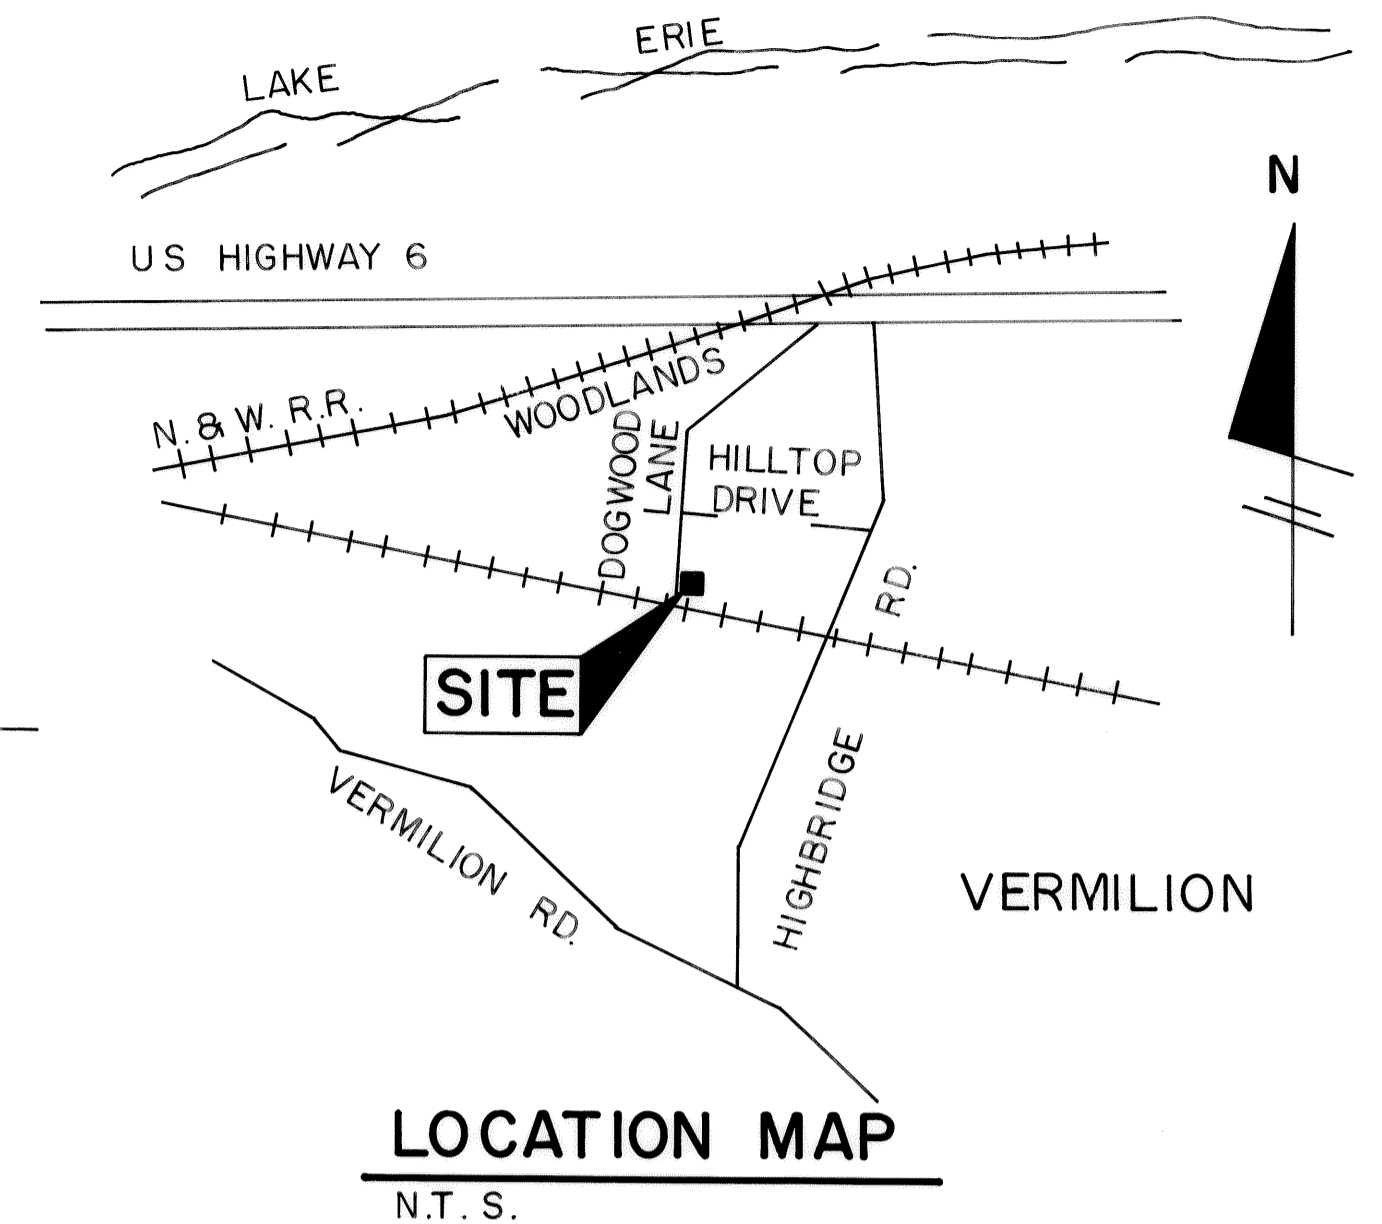 LAKE
ERIE
N
US HIGHWAY 6
N. & W. R.R.
WOODLANDS
DOGWOOD
LANE
HILLTOP
DRIVE
RD.
SITE
HIGHBRIDGE
VERMILION RD.
VERMILION
LOCATION MAP
N.T.S.